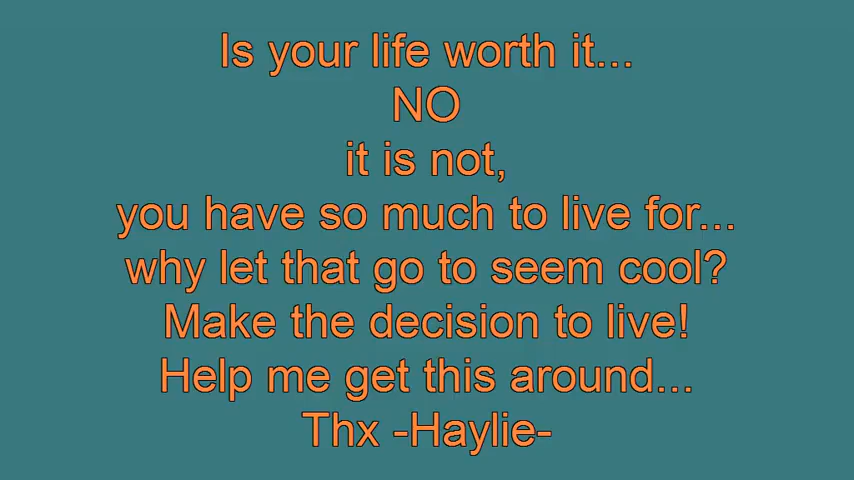 Is your life worth it...
NO
it is not,
you have so much to live for...
why let that go to seem cool?
Make the decision to live!
Help me get this around...
Thx -Haylie-